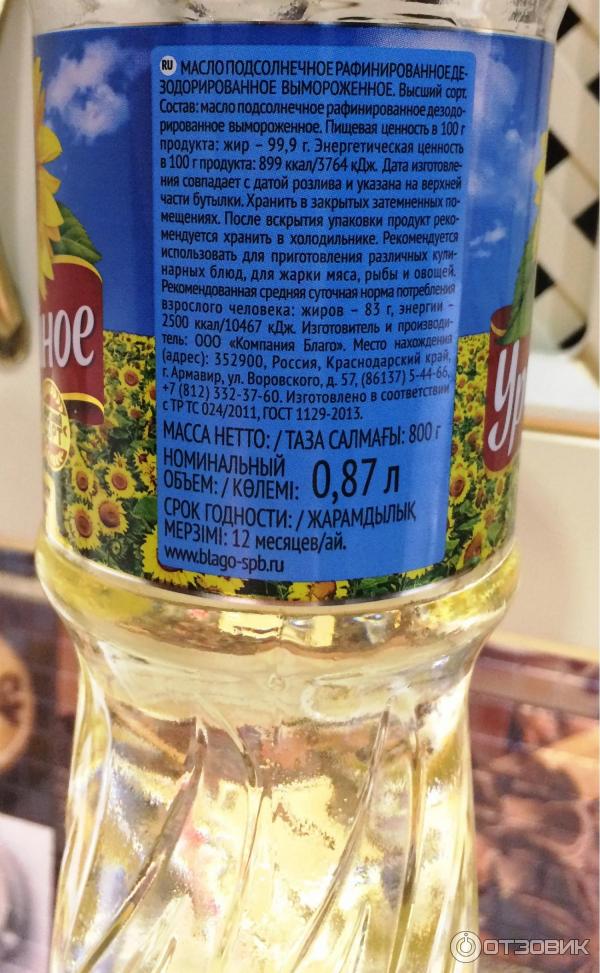 RU МАСЛО ПОДСОЛНЕЧНОЕ РАФИНИРОВАННОЕ ДЕ-
ЗОДОРИРОВАННОЕ ВЫМОРОЖЕННОЕ. Высший сорт.
Состав: масло подсолнечное рафинированное дезодо-
рированное вымороженное. Пищевая ценность в 100 г
продукта: жир – 99,9 г. Энергетическая ценность
в 100 г продукта: 899 ккал/3764 кДж. Дата изготовле-
ния совпадает с датой розлива и указана на верхней
части бутылки. Хранить в закрытых затемненных по-
мещениях. После вскрытия упаковки продукт реко-
мендуется хранить в холодильнике. Рекомендуется
использовать для приготовления различных кули-
нарных блюд, для жарки мяса, рыбы и овощей.
Рекомендованная средняя суточная норма потребления
взрослого человека: жиров – 83 г, энергии –
2500 ккал/10467 кДж. Изготовитель и производи-
тель: ООО «Компания Благо». Место нахождения
(адрес): 352900, Россия, Краснодарский край,
г. Армавир, ул. Воровского, д. 57, (86137) 5-44-66,
+7 (812) 332-37-60. Изготовлено в соответствии
с ТР ТС 024/2011, ГОСТ 1129-2013.
МАССА НЕТТО: / ТАЗА САЛМАҒЫ: 800 г
НОМИНАЛЬНЫЙ
ОБЪЕМ: / КӨЛЕМІ: 0,87 л
СРОК ГОДНОСТИ: / ЖАРАМДЫЛЫҚ
МЕРЗІМІ: 12 месяцев/ай.
www.blago-spb.ru
ное
Ур
ОТЗОВИК